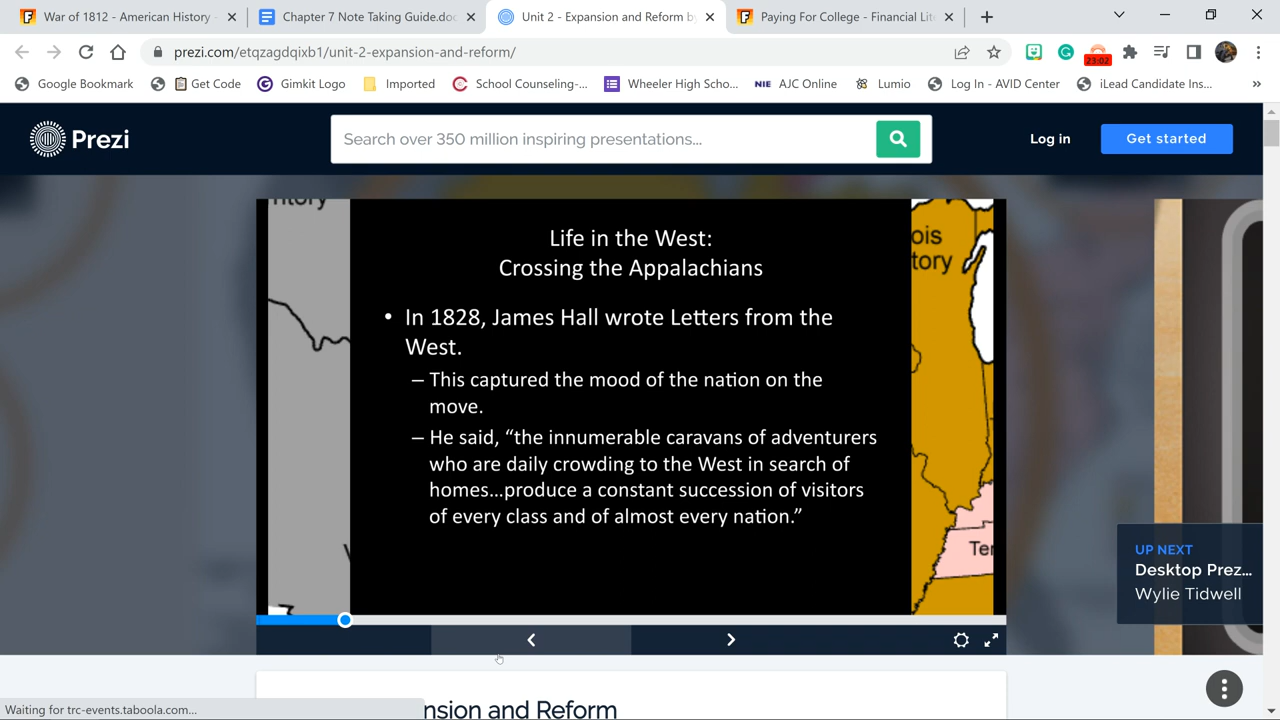 War of 1812 - American History -
Chapter 7 Note Taking Guide.doc
Unit 2 - Expansion and Reform by
Paying For College - Financial Lite
prezi.com/etqzagdqixb1/unit-2-expansion-and-reform/
23:02
Google Bookmark
Get Code
Gimkit Logo
Imported
School Counseling-...
Wheeler High Scho...
NIE AJC Online
Lumio
Log In - AVID Center
iLead Candidate Ins...
»
Prezi
Search over 350 million inspiring presentations...
Log in
Get started
Life in the West:
Crossing the Appalachians
• In 1828, James Hall wrote Letters from the
West.
– This captured the mood of the nation on the
move.
– He said, “the innumerable caravans of adventurers
who are daily crowding to the West in search of
homes…produce a constant succession of visitors
of every class and of almost every nation.”
ois
tory
Ter
UP NEXT
Desktop Prez...
Wylie Tidwell
nsion and Reform
Waiting for trc-events.taboola.com...